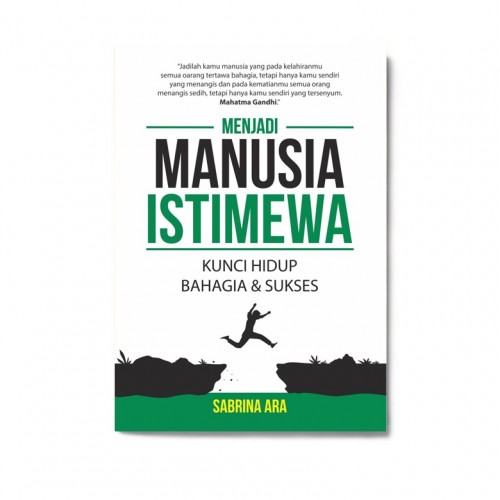 "Jadilah kamu manusia yang pada kelahiranmu
semua orang tertawa bahagia, tetapi hanya kamu sendiri
yang menangis dan pada kematianmu semua orang
menangis sedih, tetapi hanya kamu sendiri yang tersenyum.
Mahatma Gandhi."
MENJADI
MANUSIA
ISTIMEWA
KUNCI HIDUP
BAHAGIA & SUKSES
SABRINA ARA